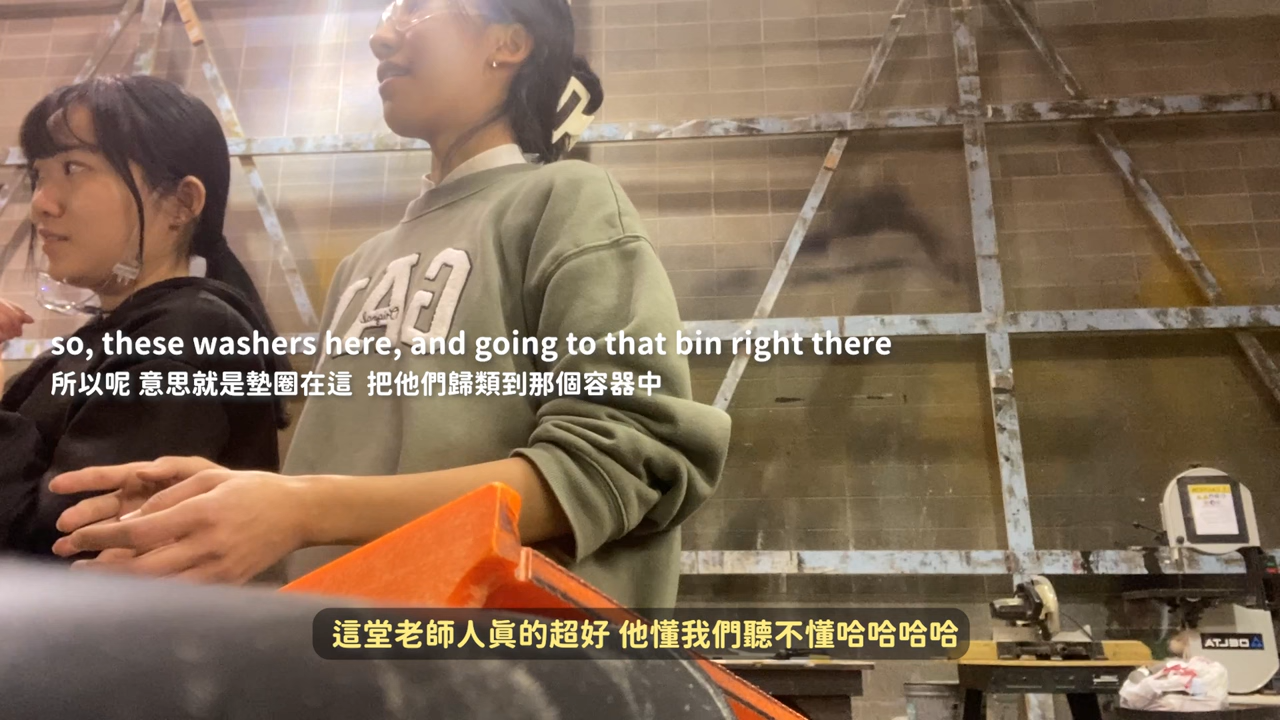 GAP
so, these washers here, and going to that bin right there
所以呢 意思就是墊圈在這 把他們歸類到那個容器中
這堂老師人真的超好 他懂我們聽不懂哈哈哈哈